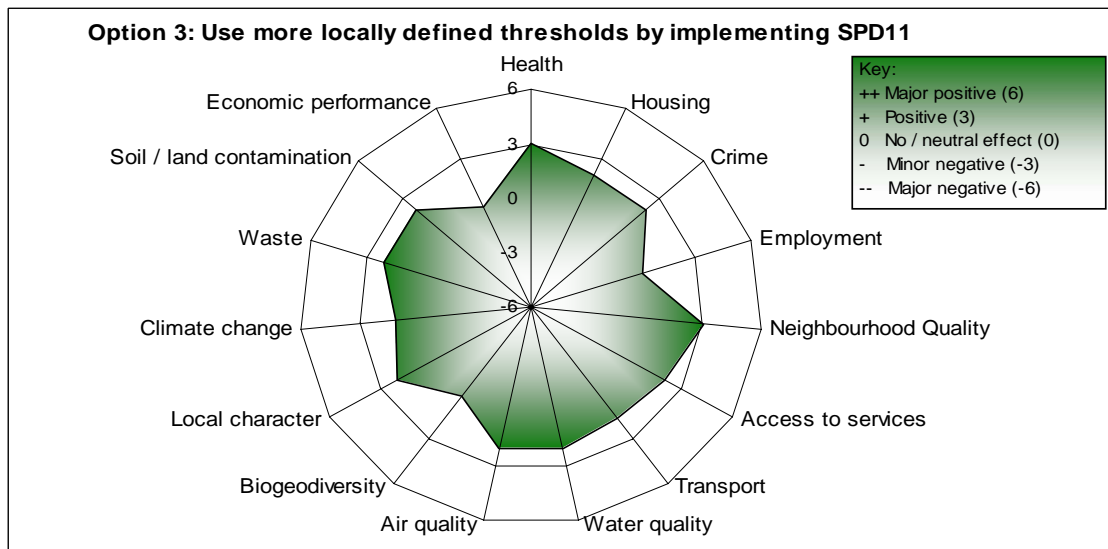 Option 3: Use more locally defined thresholds by implementing SPD11
Key:
++ Major positive (6)
+ Positive (3)
0 No / neutral effect (0)
- Minor negative (-3)
-- Major negative (-6)
Health
Housing
Crime
Employment
Neighbourhood Quality
Access to services
Transport
Water quality
Air quality
Biogeodiversity
Local character
Climate change
Waste
Soil / land contamination
Economic performance
6
3
0
-3
-6